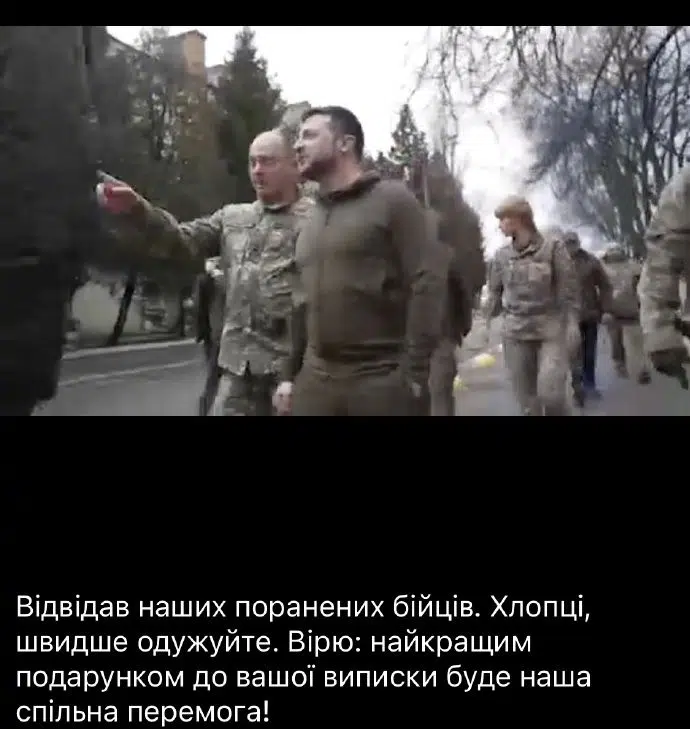 Відвідав наших поранених бійців. Хлопці,
швидше одужуйте. Вірю: найкращим
подарунком до вашої виписки буде наша
спільна перемога!